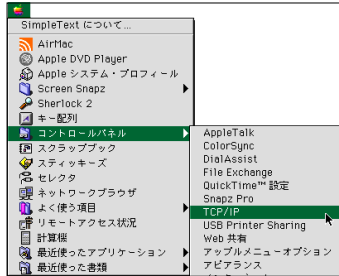 SimpleText について...
AirMac
Apple DVD Player
Apple システム・プロフィール
Screen Snapz
Sherlock 2
キー配列
コントロールパネル
スクラップブック
スティッキーズ
セレクタ
ネットワークブラウザ
よく使う項目
リモートアクセス状況
計算機
最近使ったアプリケーション
最近使った書類
AppleTalk
ColorSync
DialAssist
File Exchange
QuickTime™ 設定
Snapz Pro
TCP/IP
USB Printer Sharing
Web 共有
アップルメニューオプション
アピアランス